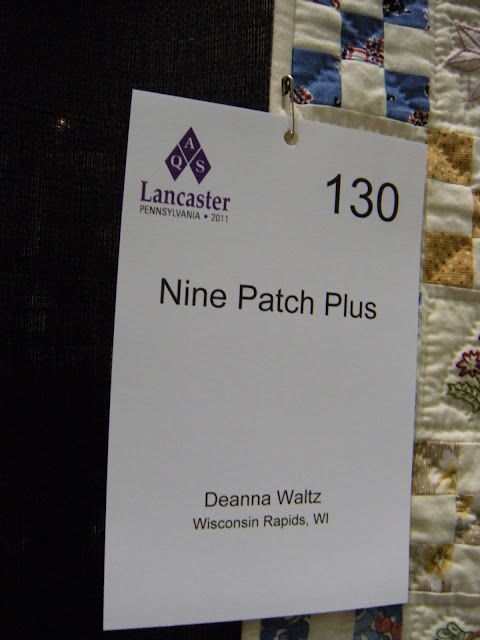 AQS
Lancaster
PENNSYLVANIA • 2011
130
Nine Patch Plus
Deanna Waltz
Wisconsin Rapids, WI